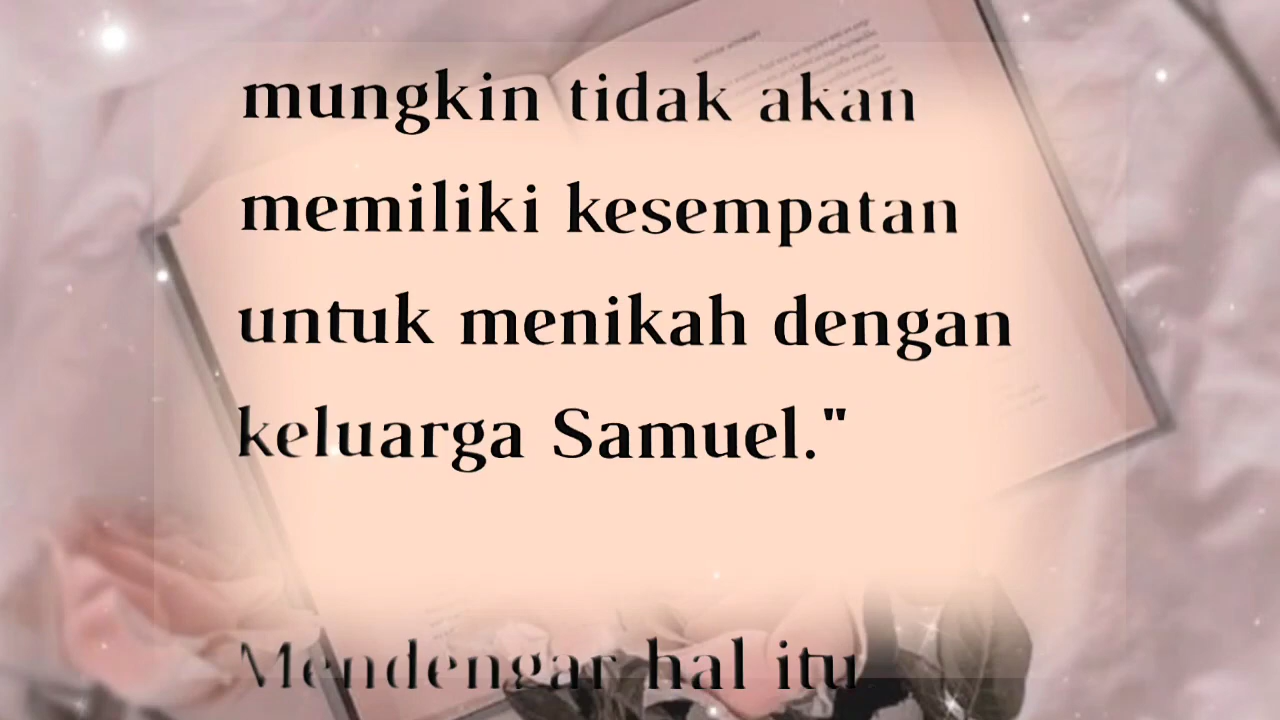 mungkin tidak akan
memiliki kesempatan
untuk menikah dengan
keluarga Samuel."
Mendengar hal itu